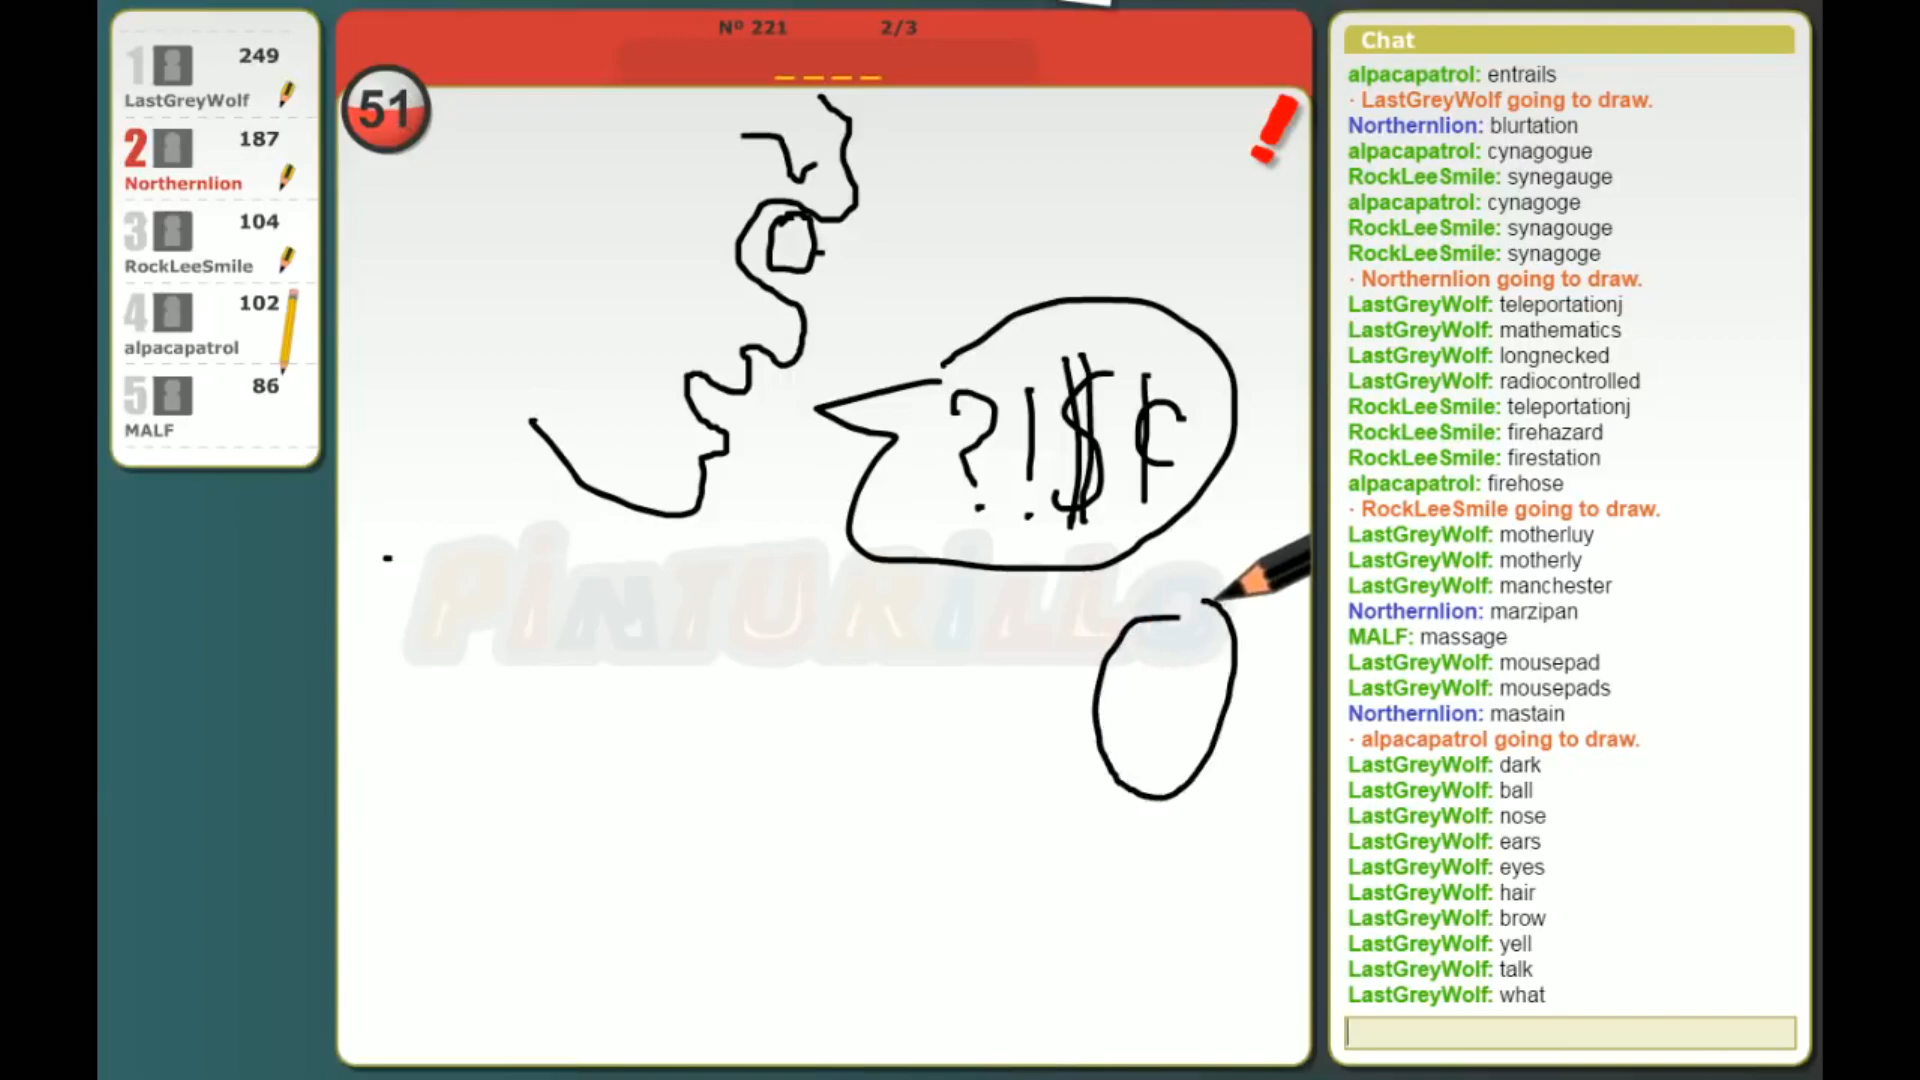 1 249
LastGreyWolf
2 187
Northernlion
3 104
RockLeeSmile
4 102
alpacapatrol
5 86
MALF
Nº 221 2/3
_ _ _ _
51
!
?!$¢
PINTURILLO
Chat
alpacapatrol: entrails
· LastGreyWolf going to draw.
Northernlion: blurtation
alpacapatrol: cynagogue
RockLeeSmile: synegauge
alpacapatrol: cynagoge
RockLeeSmile: synagouge
RockLeeSmile: synagoge
· Northernlion going to draw.
LastGreyWolf: teleportationj
LastGreyWolf: mathematics
LastGreyWolf: longnecked
LastGreyWolf: radiocontrolled
RockLeeSmile: teleportationj
RockLeeSmile: firehazard
RockLeeSmile: firestation
alpacapatrol: firehose
· RockLeeSmile going to draw.
LastGreyWolf: motherluy
LastGreyWolf: motherly
LastGreyWolf: manchester
Northernlion: marzipan
MALF: massage
LastGreyWolf: mousepad
LastGreyWolf: mousepads
Northernlion: mastain
· alpacapatrol going to draw.
LastGreyWolf: dark
LastGreyWolf: ball
LastGreyWolf: nose
LastGreyWolf: ears
LastGreyWolf: eyes
LastGreyWolf: hair
LastGreyWolf: brow
LastGreyWolf: yell
LastGreyWolf: talk
LastGreyWolf: what